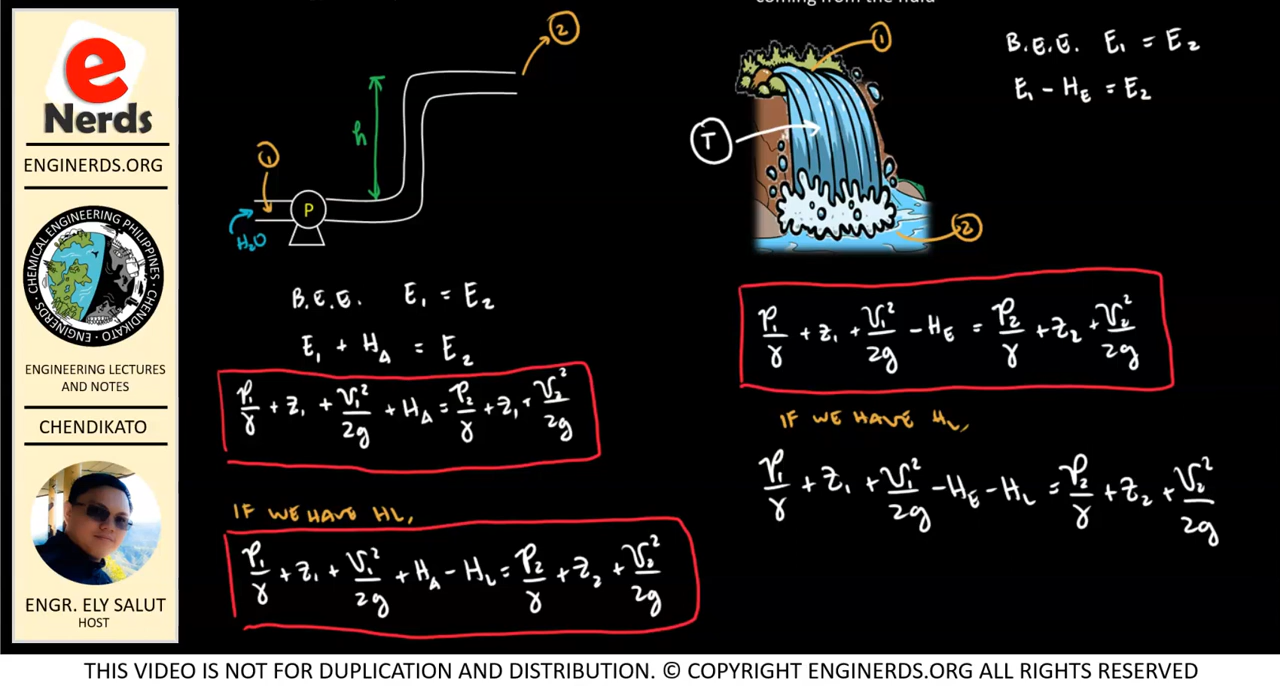 coming from the fluid
e
Nerds
ENGINERDS.ORG
CHEMICAL ENGINEERING PHILIPPINES • CHENDIKATO • ENGINERDS •
ENGINEERING LECTURES
AND NOTES
CHENDIKATO
ENGR. ELY SALUT
HOST
2
h
1
P
H₂O
B.E.E. E₁ = E₂
E₁ + H_A = E₂
P₁/γ + z₁ + V₁²/2g + H_A = P₂/γ + z₁ + V₂²/2g
IF WE HAVE HL,
P₁/γ + z₁ + V₁²/2g + H_A - H_L = P₂/γ + z₂ + V₂²/2g
1
T
2
B.E.E. E₁ = E₂
E₁ - H_E = E₂
P₁/γ + z₁ + V₁²/2g - H_E = P₂/γ + z₂ + V₂²/2g
IF WE HAVE HL,
P₁/γ + z₁ + V₁²/2g - H_E - H_L = P₂/γ + z₂ + V₂²/2g
THIS VIDEO IS NOT FOR DUPLICATION AND DISTRIBUTION. © COPYRIGHT ENGINERDS.ORG ALL RIGHTS RESERVED